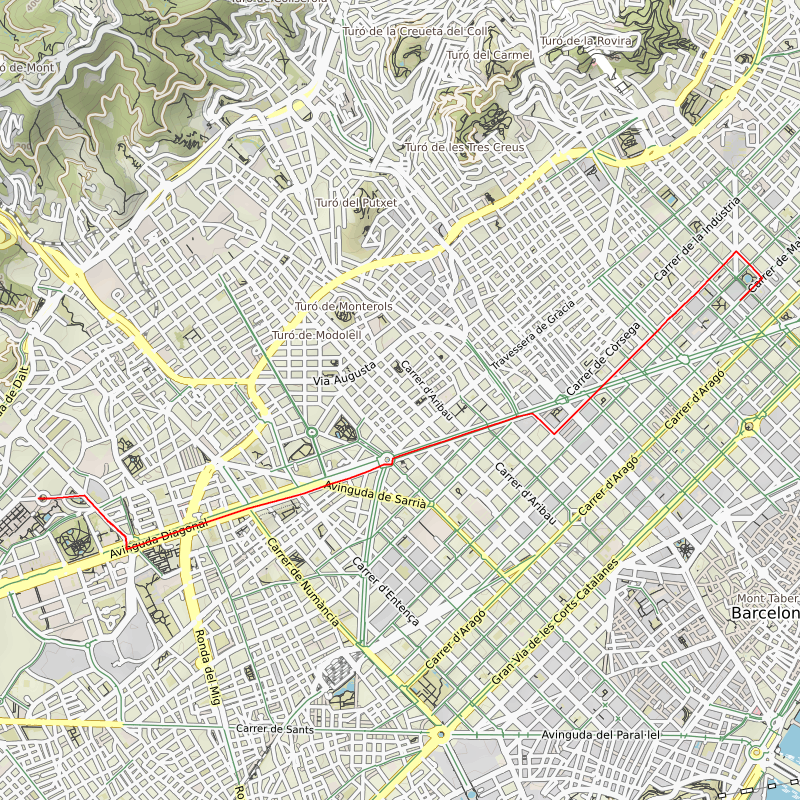 Turó de la Creueta del Coll
Turó de la Rovira
Turó del Carmel
ó de Mont
Turó de les Tres Creus
Turó del Putxet
Carrer de la Indústria
Carrer de Ma
Turó de Monterols
Turó de Modolell
Travessera de Gràcia
Carrer de Còrsega
Via Augusta
Carrer d'Aribau
Carrer d'Aragó
a de Dalt
Avinguda de Sarrià
Carrer d'Aribau
Carrer d'Aragó
Avinguda Diagonal
Carrer de Numància
Carrer d'Entença
Gran Via de les Corts Catalanes
Mont Taber
Barcelon
Carrer d'Aragó
Ronda del Mig
Carrer de Sants
Avinguda del Paral·lel